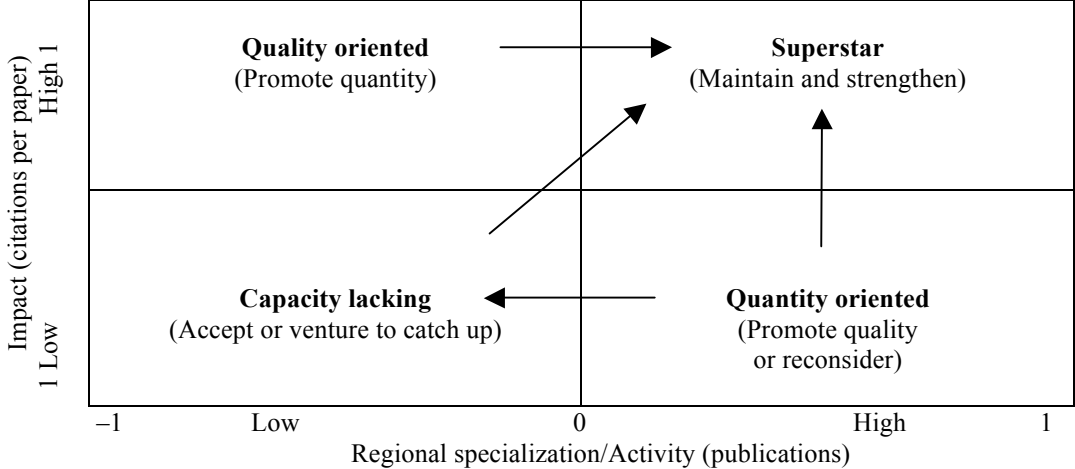 Quality oriented
(Promote quantity)
Superstar
(Maintain and strengthen)
Capacity lacking
(Accept or venture to catch up)
Quantity oriented
(Promote quality
or reconsider)
Impact (citations per paper)
1 Low
High 1
–1
Low
0
High
1
Regional specialization/Activity (publications)